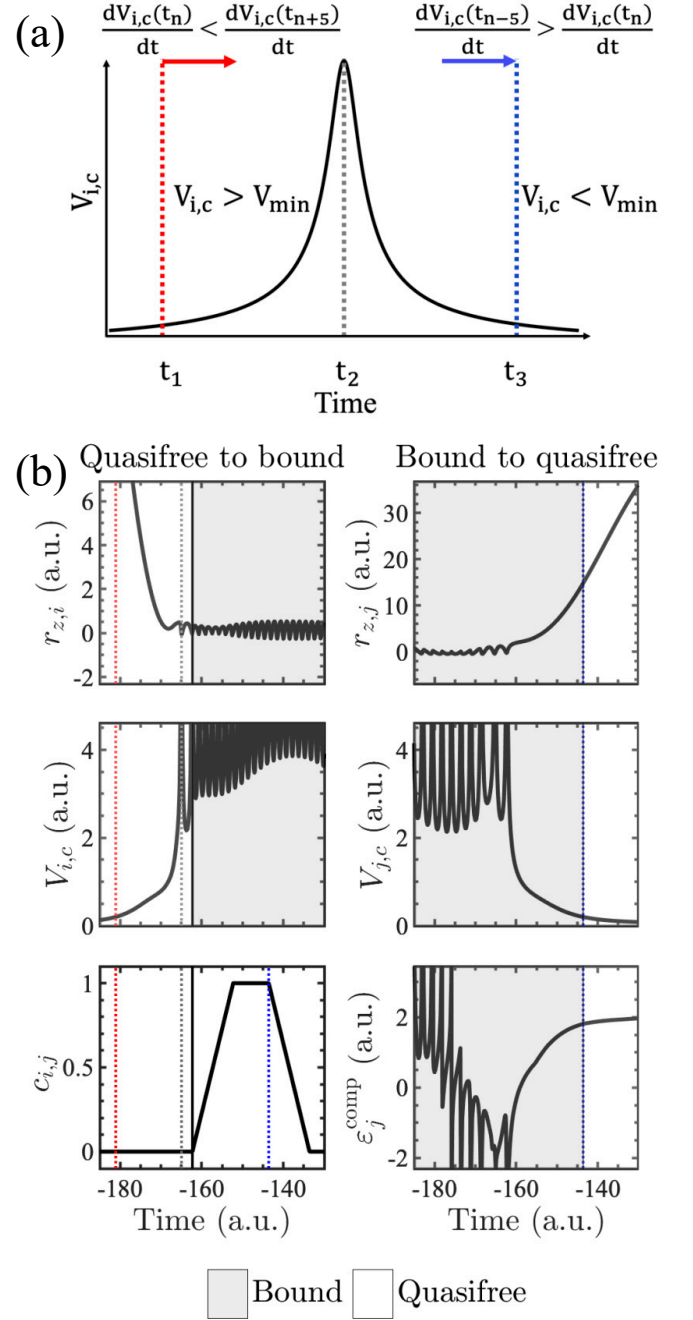 (a)
dV_{i,c}(t_n)/dt < dV_{i,c}(t_{n+5})/dt
dV_{i,c}(t_{n-5})/dt > dV_{i,c}(t_n)/dt
V_{i,c}
V_{i,c} > V_{min}
V_{i,c} < V_{min}
t_1
t_2
t_3
Time
(b)
Quasifree to bound
Bound to quasifree
r_{z,i} (a.u.)
6
4
2
0
-2
r_{z,j} (a.u.)
30
20
10
0
V_{i,c} (a.u.)
4
2
0
V_{j,c} (a.u.)
4
2
0
c_{i,j}
1
0.5
0
-180
-160
-140
Time (a.u.)
ε_j^{comp} (a.u.)
2
0
-2
-180
-160
-140
Time (a.u.)
Bound
Quasifree